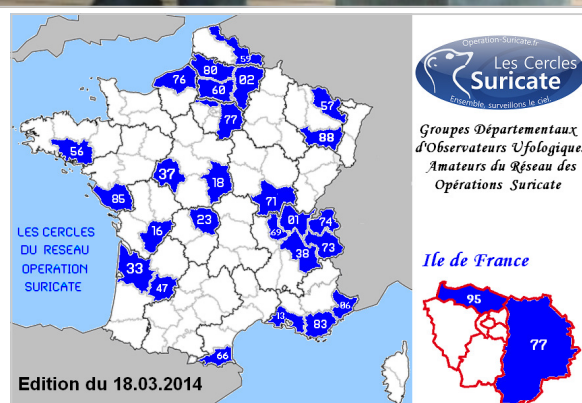 59
80
76
02
60
57
77
88
56
37
18
85
71
23
01
74
16
69
73
38
33
47
06
13
83
66
LES CERCLES
DU RESEAU
OPERATION
SURICATE
Edition du 18.03.2014
Operation-Suricate.fr
Les Cercles
Suricate
Ensemble, surveillons le ciel.
Groupes Départementaux
d'Observateurs Ufologiques
Amateurs du Réseau des
Opérations Suricate
Ile de France
95
77